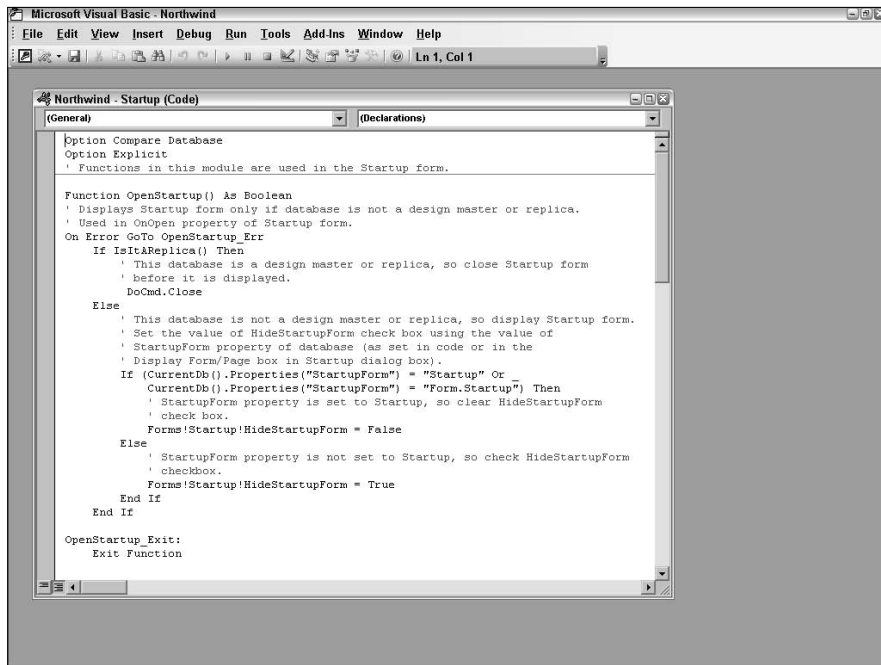 Microsoft Visual Basic - Northwind
File Edit View Insert Debug Run Tools Add-Ins Window Help
Ln 1, Col 1
Northwind - Startup (Code)
(General) (Declarations)
Option Compare Database
Option Explicit
' Functions in this module are used in the Startup form.
Function OpenStartup() As Boolean
' Displays Startup form only if database is not a design master or replica.
' Used in OnOpen property of Startup form.
On Error GoTo OpenStartup_Err
If IsItAReplica() Then
' This database is a design master or replica, so close Startup form
' before it is displayed.
DoCmd.Close
Else
' This database is not a design master or replica, so display Startup form.
' Set the value of HideStartupForm check box using the value of
' StartupForm property of database (as set in code or in the
' Display Form/Page box in Startup dialog box).
If (CurrentDb().Properties("StartupForm") = "Startup" Or _
CurrentDb().Properties("StartupForm") = "Form.Startup") Then
' StartupForm property is set to Startup, so clear HideStartupForm
' check box.
Forms!Startup!HideStartupForm = False
Else
' StartupForm property is not set to Startup, so check HideStartupForm
' checkbox.
Forms!Startup!HideStartupForm = True
End If
End If
OpenStartup_Exit:
Exit Function